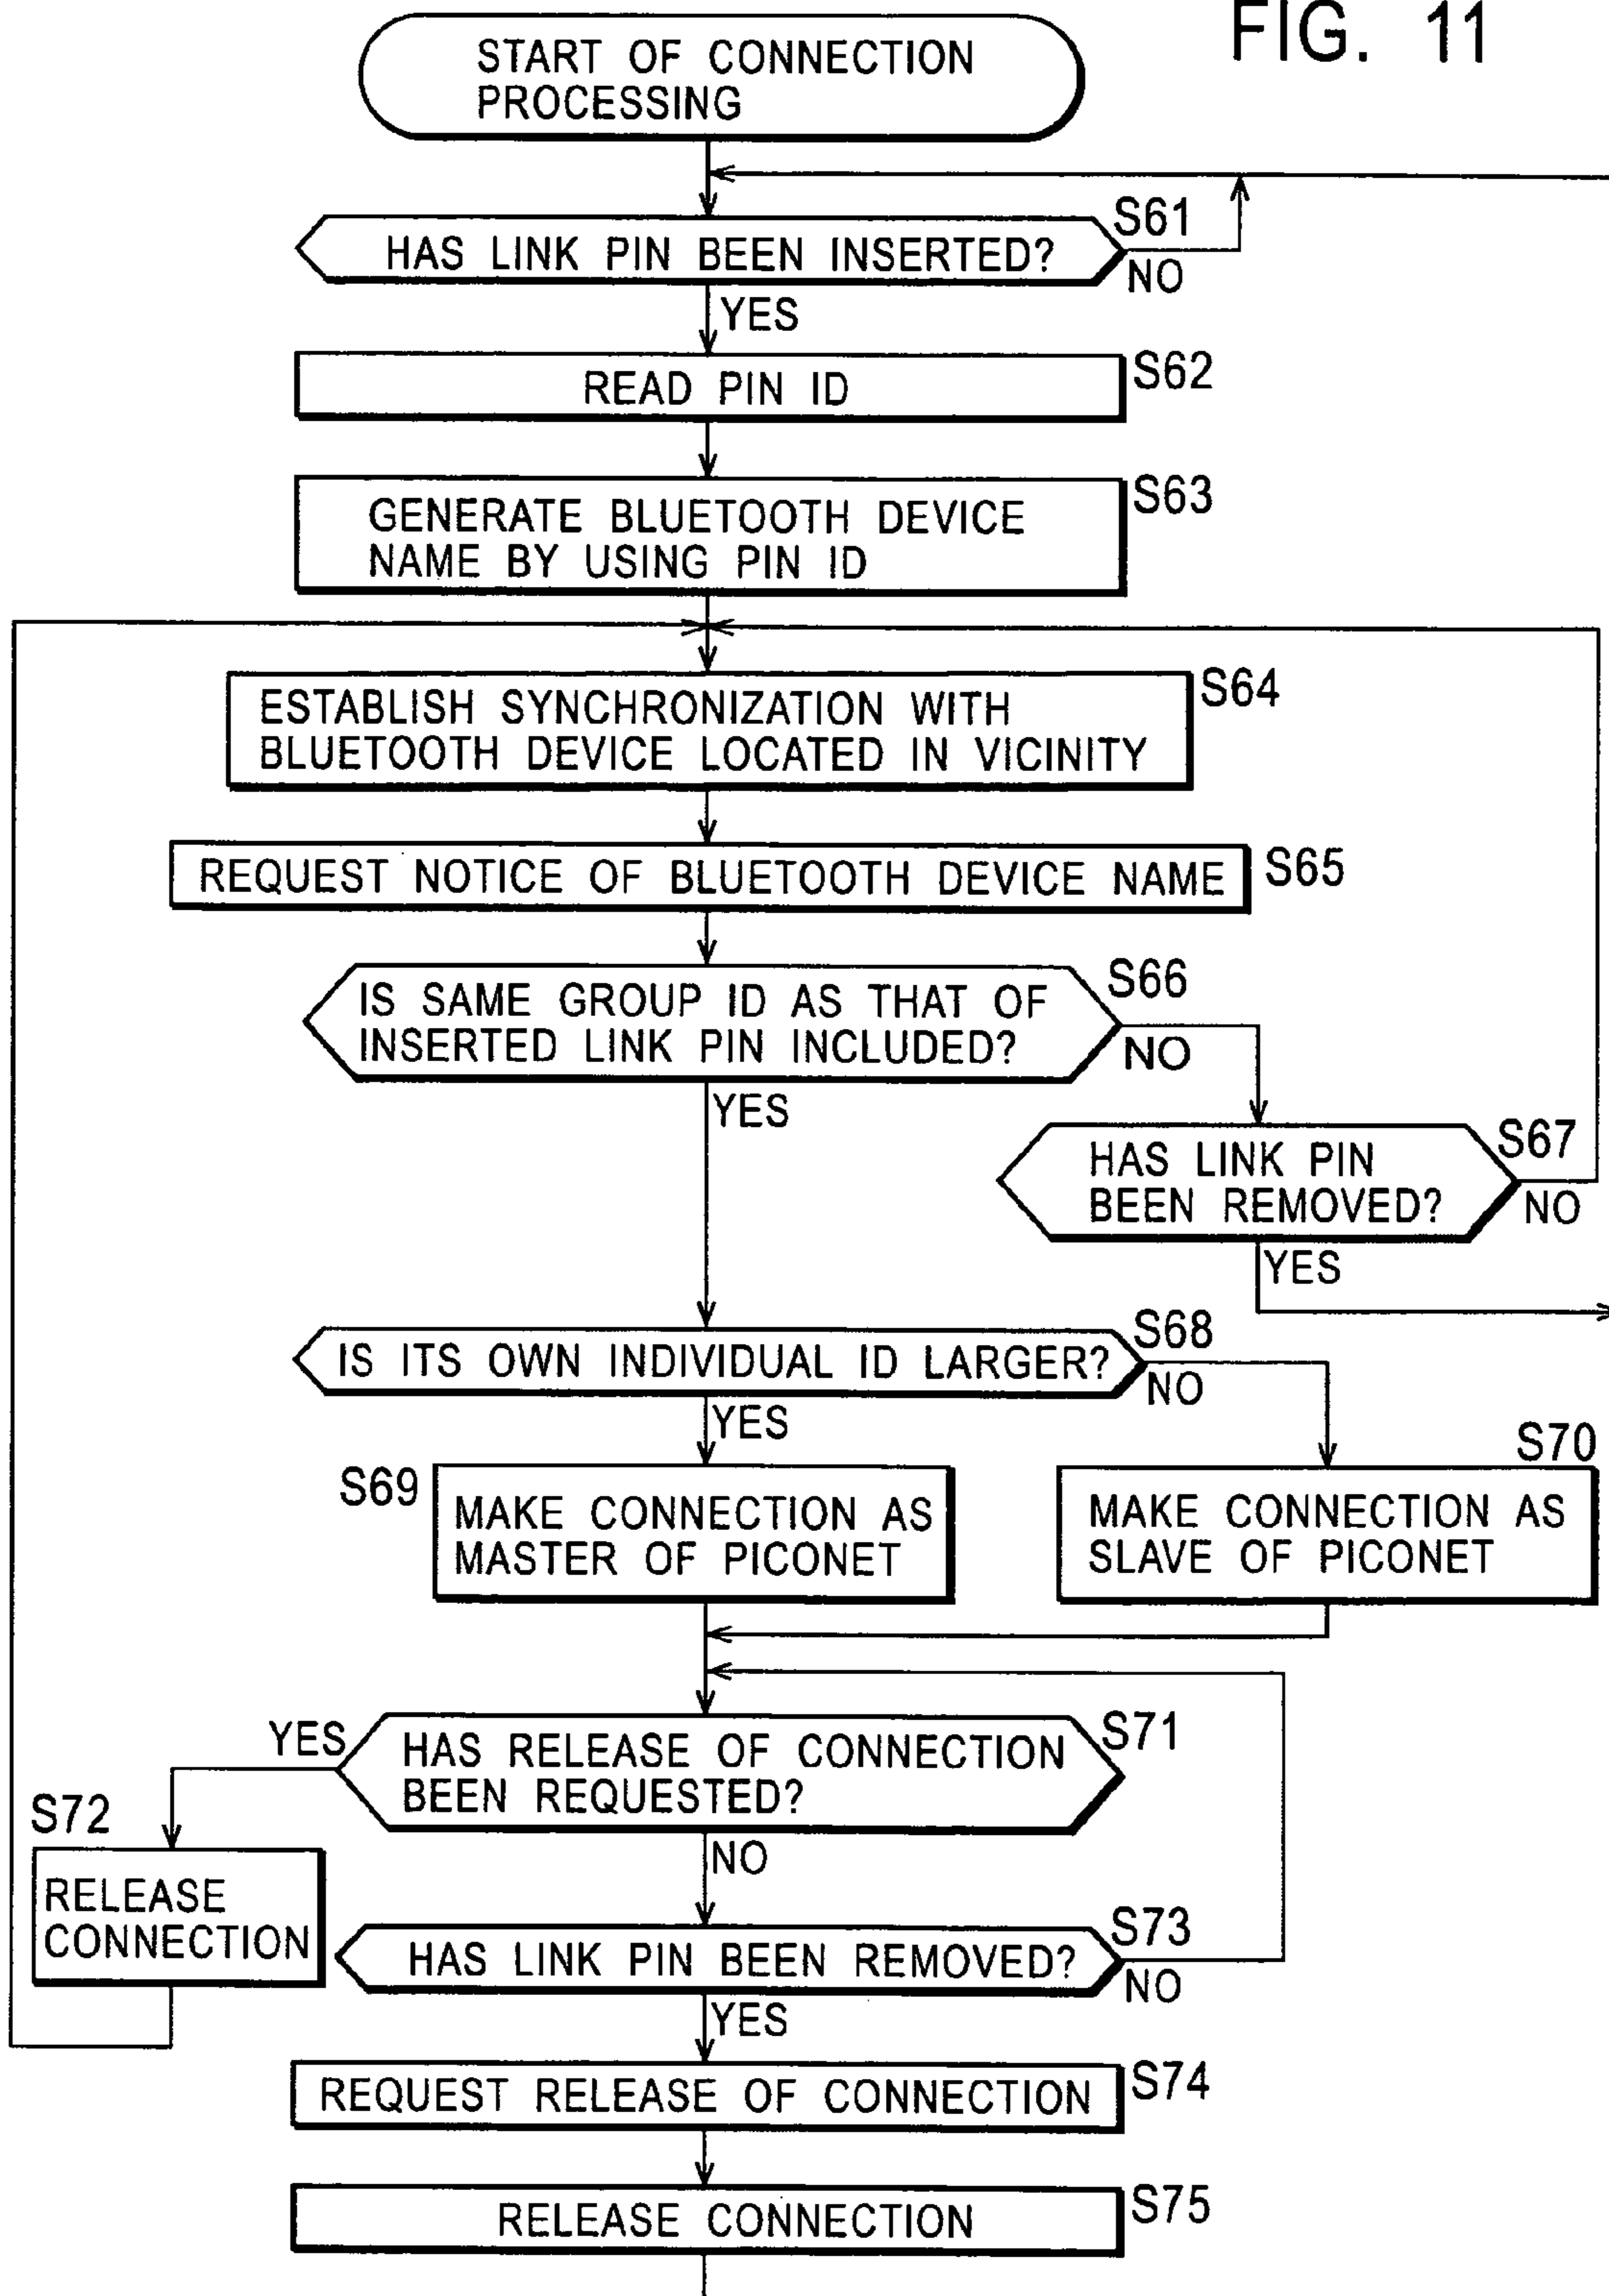 FIG. 11
START OF CONNECTION
PROCESSING
S61
HAS LINK PIN BEEN INSERTED?
NO
YES
S62
READ PIN ID
S63
GENERATE BLUETOOTH DEVICE
NAME BY USING PIN ID
S64
ESTABLISH SYNCHRONIZATION WITH
BLUETOOTH DEVICE LOCATED IN VICINITY
REQUEST NOTICE OF BLUETOOTH DEVICE NAME
S65
S66
IS SAME GROUP ID AS THAT OF
INSERTED LINK PIN INCLUDED?
NO
YES
S67
HAS LINK PIN
BEEN REMOVED?
NO
YES
S68
IS ITS OWN INDIVIDUAL ID LARGER?
NO
YES
S69
MAKE CONNECTION AS
MASTER OF PICONET
S70
MAKE CONNECTION AS
SLAVE OF PICONET
S71
YES
HAS RELEASE OF CONNECTION
BEEN REQUESTED?
S72
NO
RELEASE
CONNECTION
S73
HAS LINK PIN BEEN REMOVED?
NO
YES
S74
REQUEST RELEASE OF CONNECTION
S75
RELEASE CONNECTION